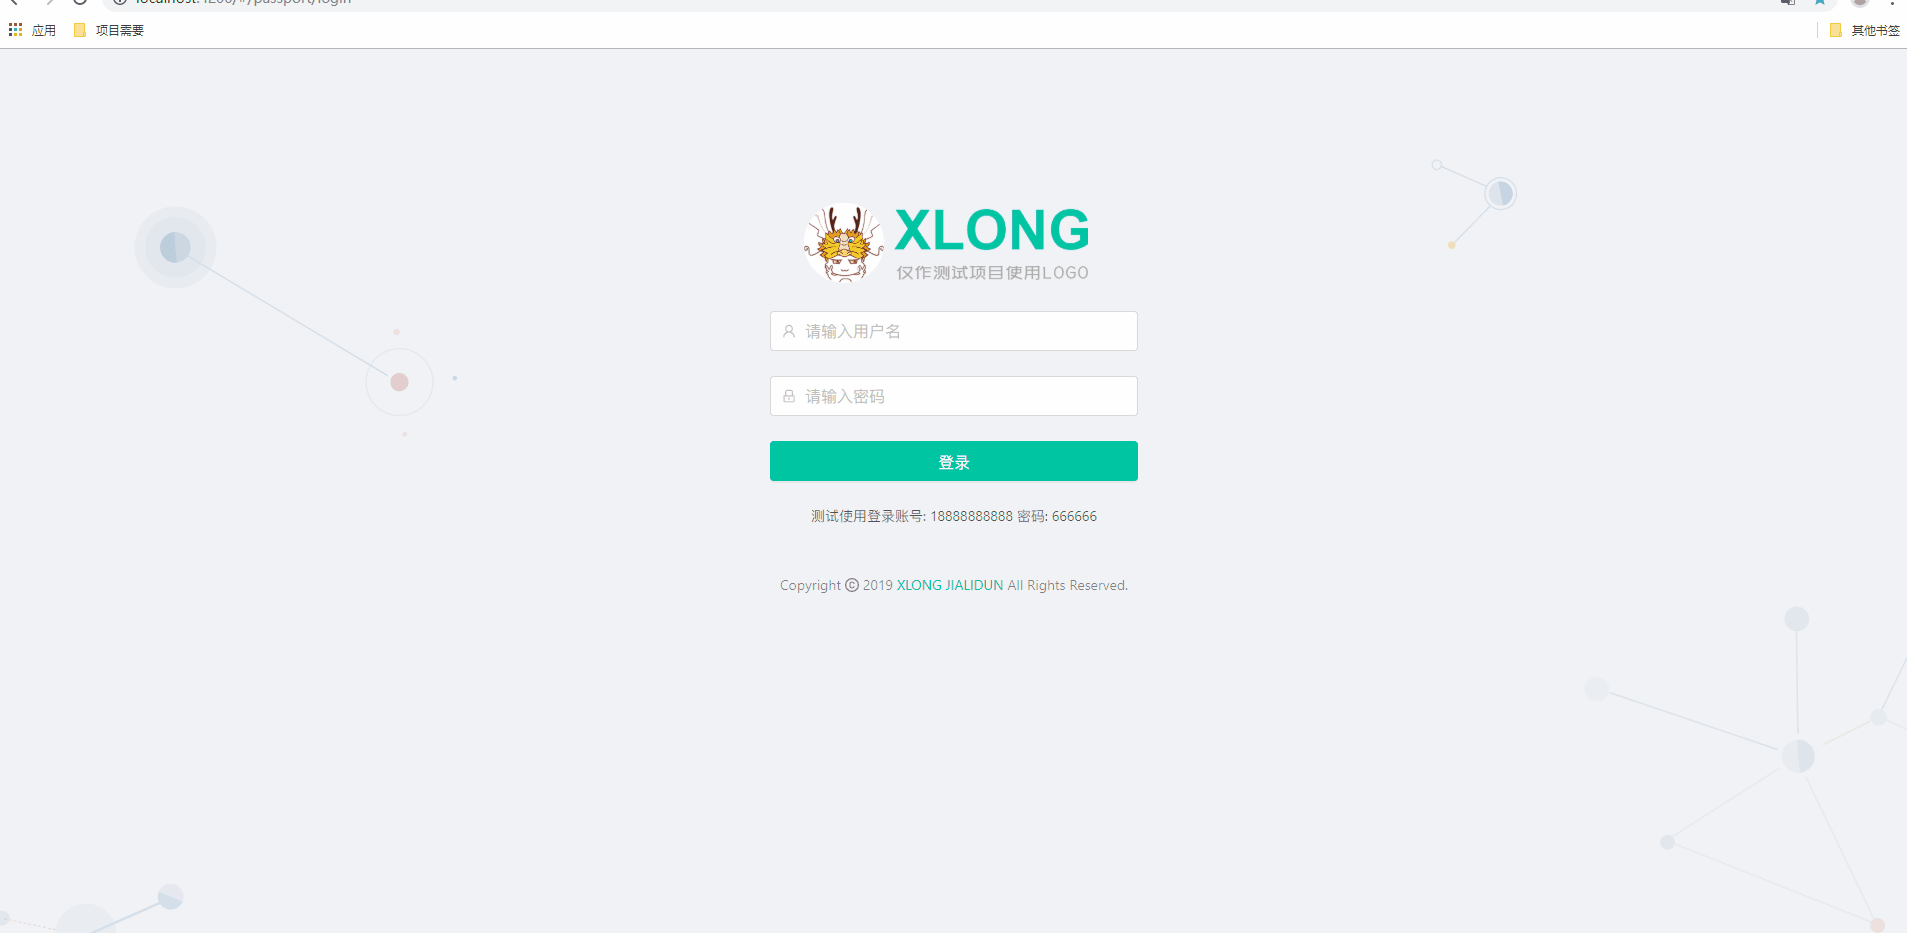 localhost:4200/#/passport/login
应用
项目需要
其他书签
XLONG
仅作测试项目使用LOGO
请输入用户名
请输入密码
登录
测试使用登录账号: 18888888888 密码: 666666
Copyright © 2019 XLONG JIALIDUN All Rights Reserved.